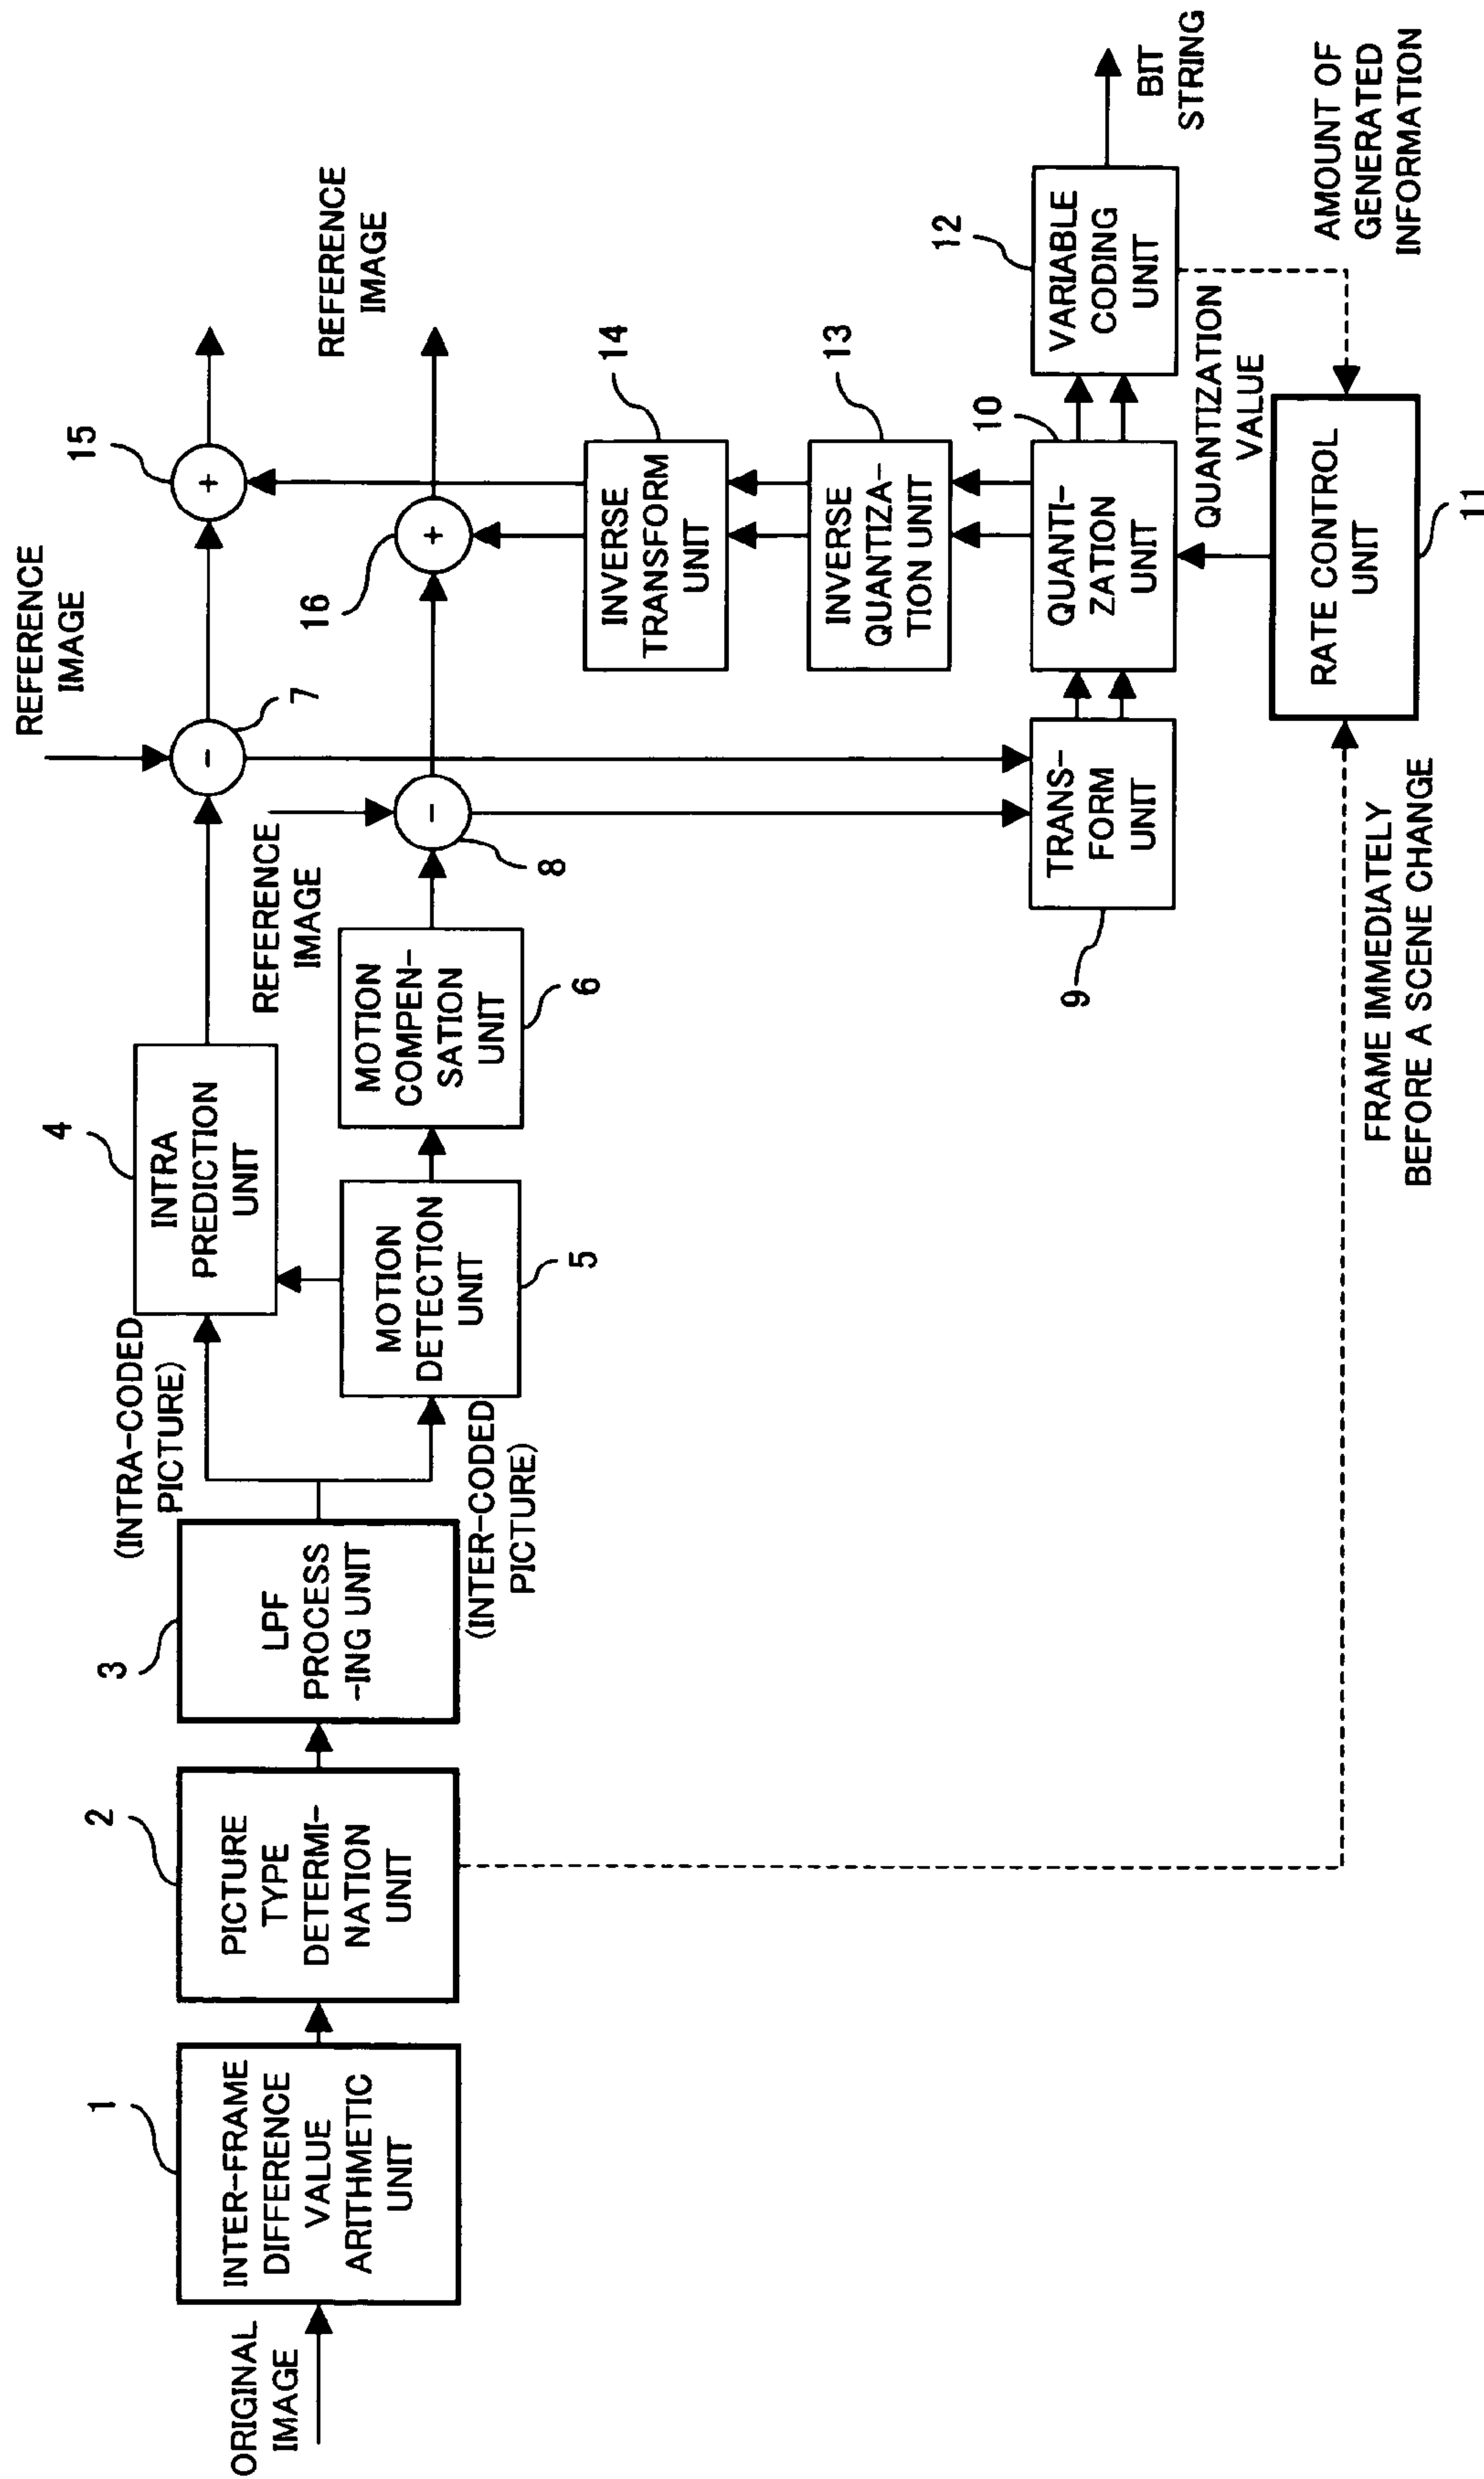 ORIGINAL
IMAGE
1
INTER-FRAME
DIFFERENCE
VALUE
ARITHMETIC
UNIT
2
PICTURE
TYPE
DETERMI-
NATION
UNIT
3
LPF
PROCESS
-ING UNIT
(INTRA-CODED
PICTURE)
(INTER-CODED
PICTURE)
4
INTRA
PREDICTION
UNIT
MOTION
DETECTION
UNIT
5
MOTION
COMPEN-
SATION
UNIT
6
REFERENCE
IMAGE
-
7
REFERENCE
IMAGE
-
8
15
+
16
+
REFERENCE
IMAGE
14
INVERSE
TRANSFORM
UNIT
13
INVERSE
QUANTIZA-
TION UNIT
TRANS-
FORM
UNIT
9
10
QUANTI-
ZATION
UNIT
12
VARIABLE
CODING
UNIT
BIT
STRING
QUANTIZATION
VALUE
AMOUNT OF
GENERATED
INFORMATION
RATE CONTROL
UNIT
11
FRAME IMMEDIATELY
BEFORE A SCENE CHANGE